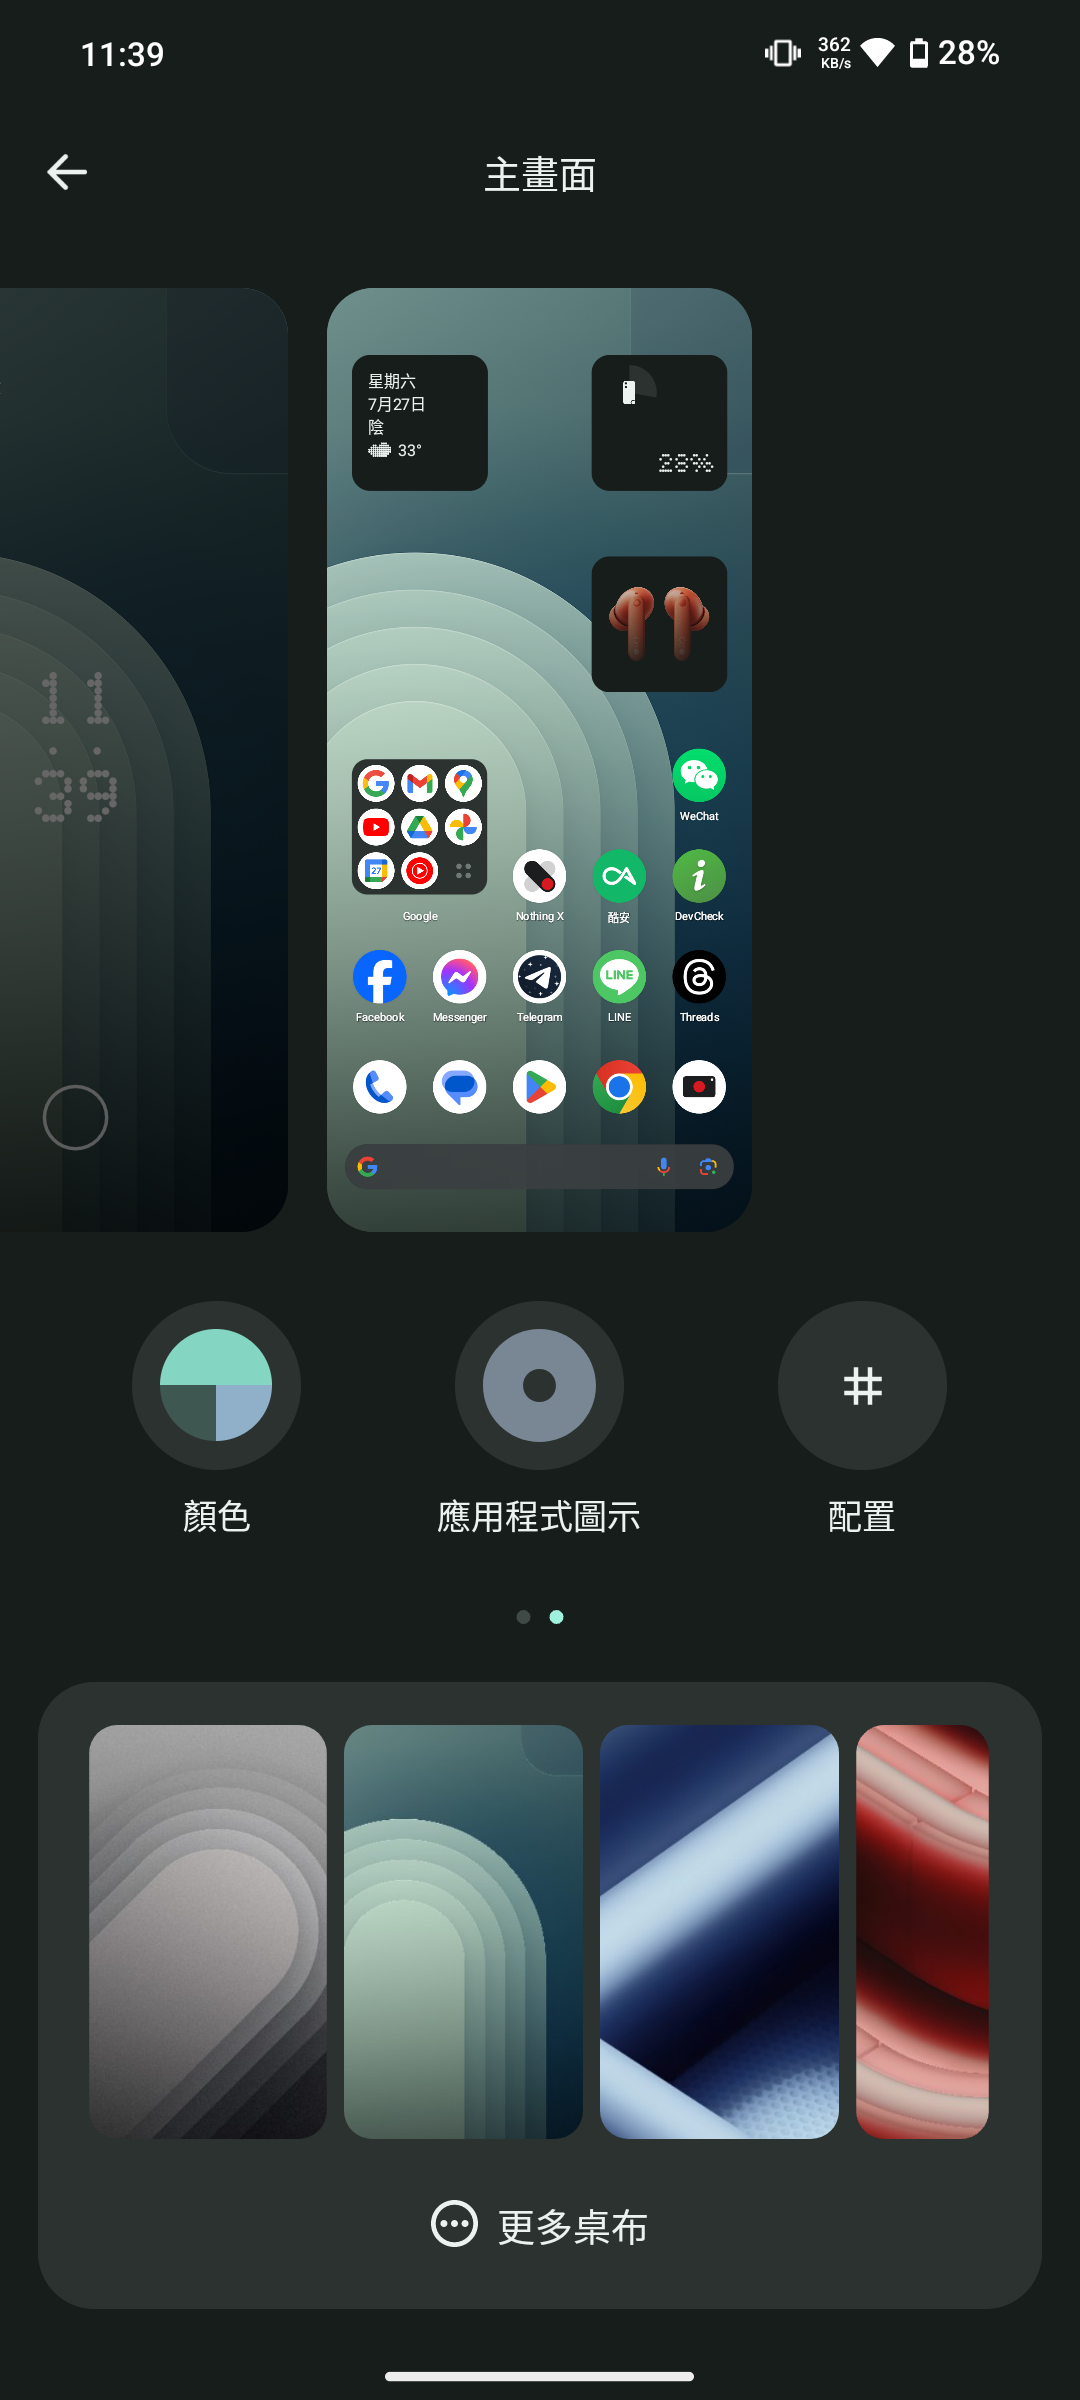 11:39
362
KB/s
28%
主畫面
11
:
39
星期六
7月27日
陰
33°
28%
27
WeChat
Google
Nothing X
酷安
DevCheck
LINE
Facebook
Messenger
Telegram
LINE
Threads
顏色
應用程式圖示
配置
更多桌布